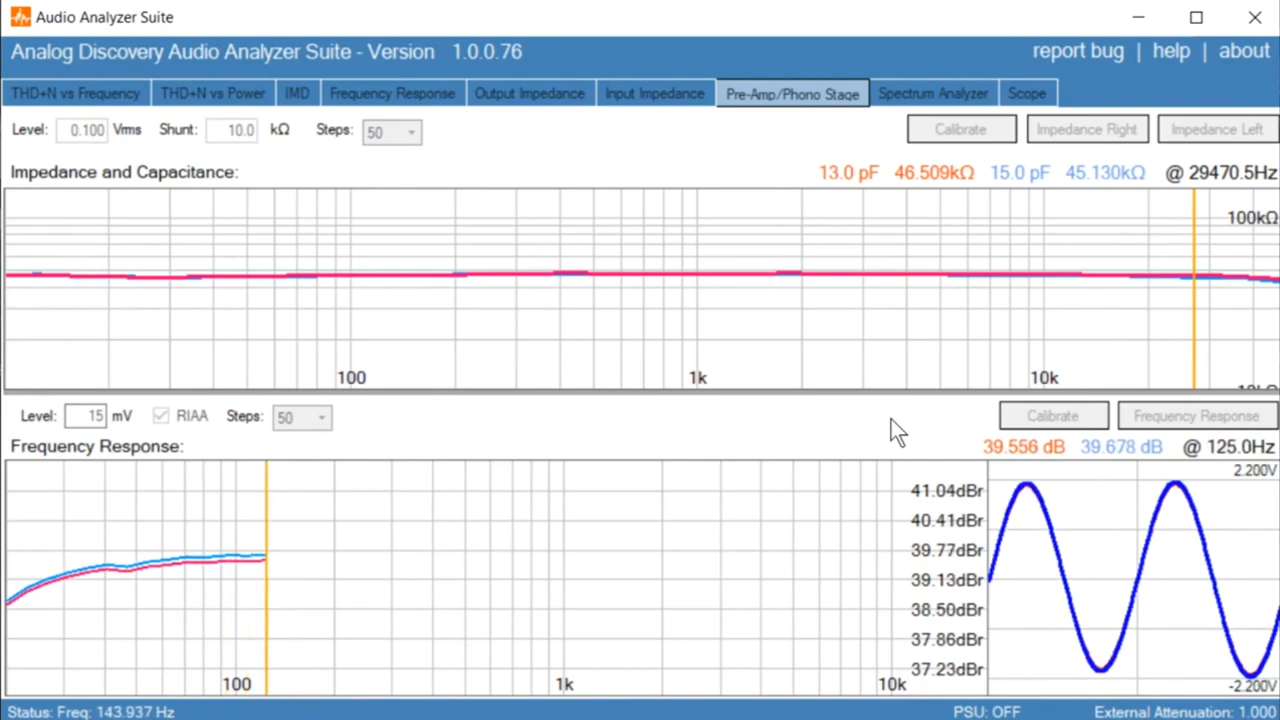 Audio Analyzer Suite
Analog Discovery Audio Analyzer Suite - Version 1.0.0.76
report bug | help | about
THD+N vs Frequency THD+N vs Power IMD Frequency Response Output Impedance Input Impedance Pre-Amp/Phono Stage Spectrum Analyzer Scope
Level: 0.100 Vrms Shunt: 10.0 kΩ Steps: 50 Calibrate Impedance Right Impedance Left
Impedance and Capacitance: 13.0 pF 46.509kΩ 15.0 pF 45.130kΩ @ 29470.5Hz
100kΩ
100 1k 10k
Level: 15 mV RIAA Steps: 50 Calibrate Frequency Response
Frequency Response: 39.556 dB 39.678 dB @ 125.0Hz
2.200V
41.04dBr
40.41dBr
39.77dBr
39.13dBr
38.50dBr
37.86dBr
37.23dBr
100 1k 10k
-2.200V
Status: Freq: 143.937 Hz PSU: OFF External Attenuation: 1.000